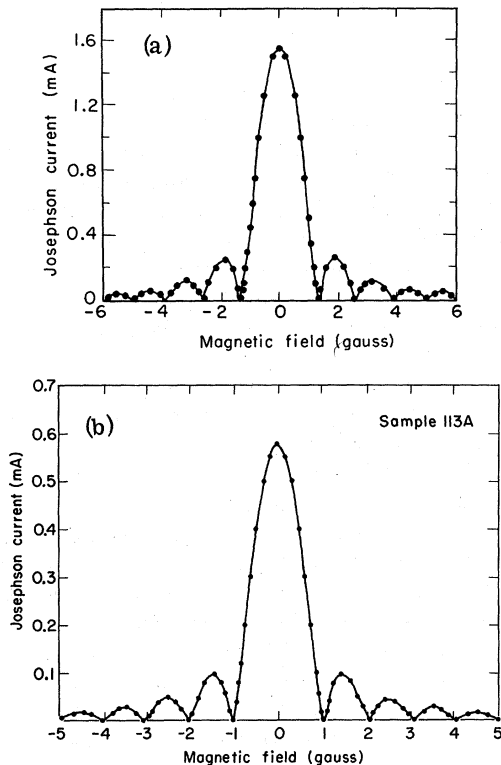 (a)
Josephson current (mA)
1.6
1.2
0.8
0.4
0
-6 -4 -2 0 2 4 6
Magnetic field (gauss)
(b)
Sample 113A
Josephson current (mA)
0.7
0.6
0.5
0.4
0.3
0.2
0.1
0
-5 -4 -3 -2 -1 0 1 2 3 4 5
Magnetic field (gauss)